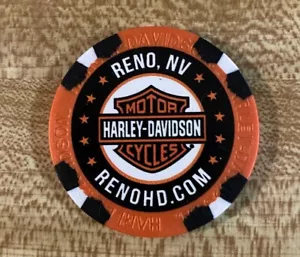 RENO, NV
MOTOR
HARLEY-DAVIDSON
CYCLES
RENOHD.COM